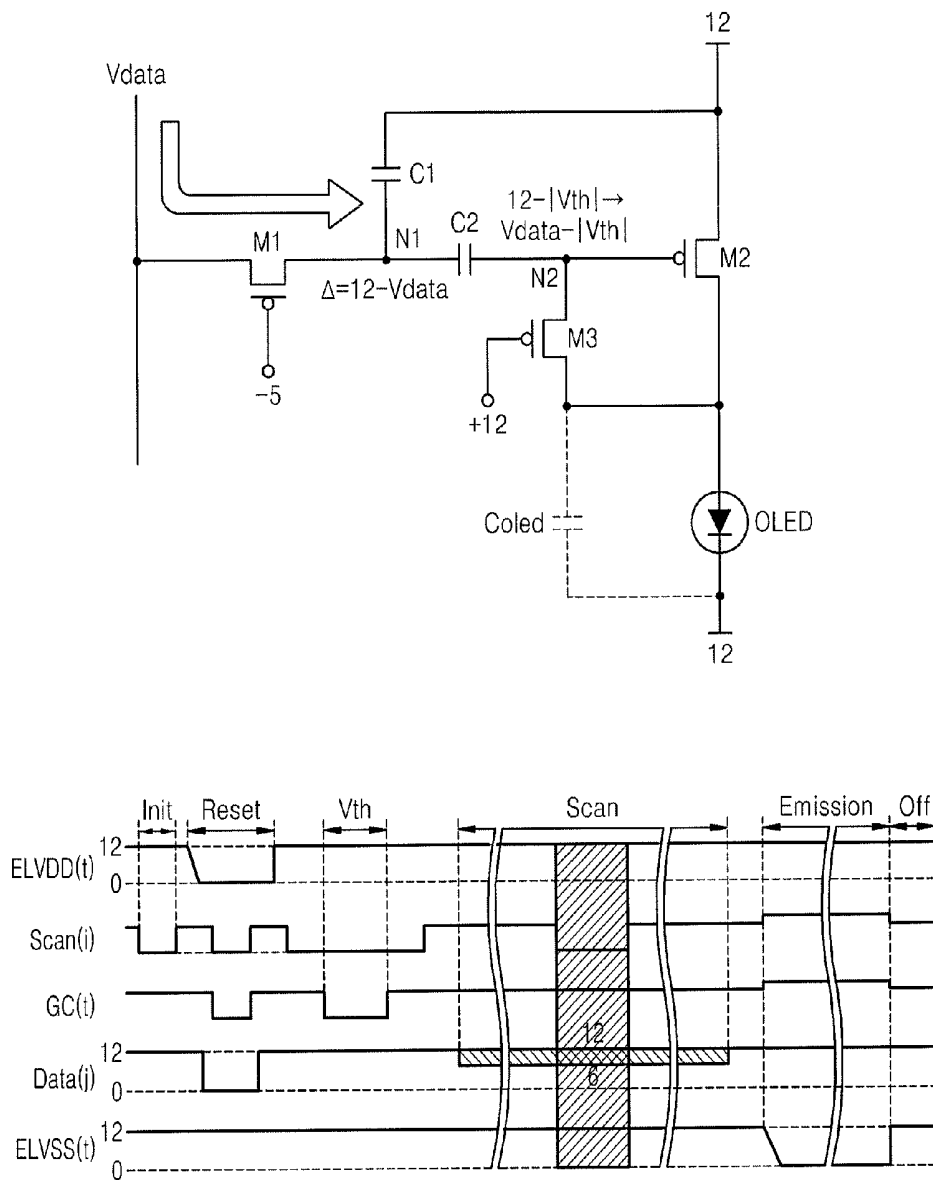 12
Vdata
C1
12-|Vth|→
Vdata-|Vth|
C2
M1
N1
M2
N2
Δ=12-Vdata
M3
-5
+12
Coled
OLED
12
Init
Reset
Vth
Scan
Emission
Off
ELVDD(t)
12
0
Scan(i)
GC(t)
Data(j)
12
0
12
6
ELVSS(t)
12
0